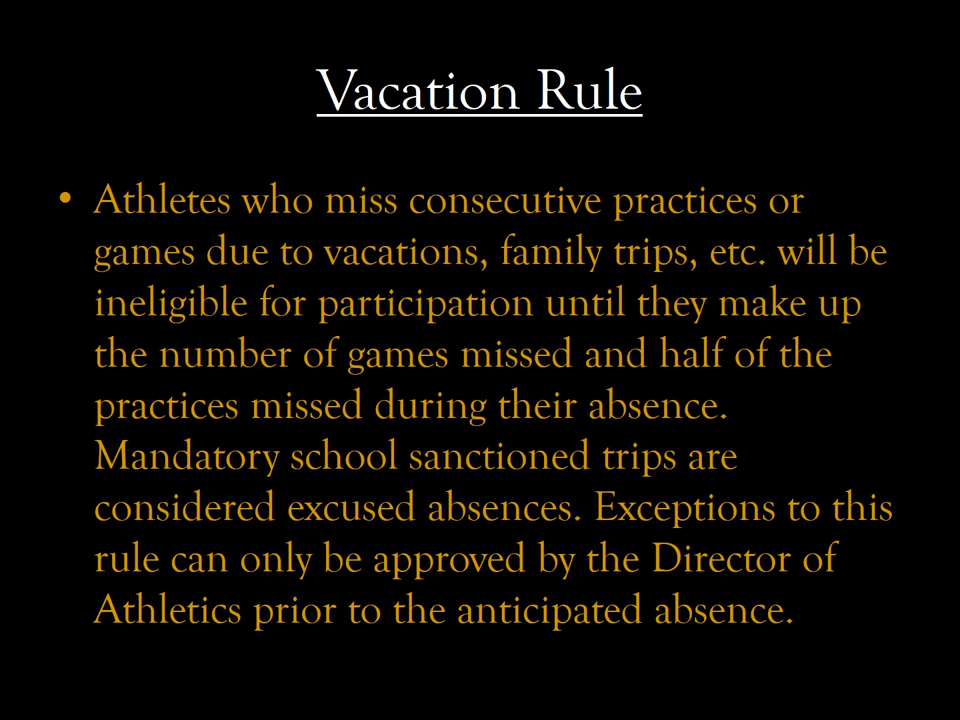 Vacation Rule
• Athletes who miss consecutive practices or
games due to vacations, family trips, etc. will be
ineligible for participation until they make up
the number of games missed and half of the
practices missed during their absence.
Mandatory school sanctioned trips are
considered excused absences. Exceptions to this
rule can only be approved by the Director of
Athletics prior to the anticipated absence.